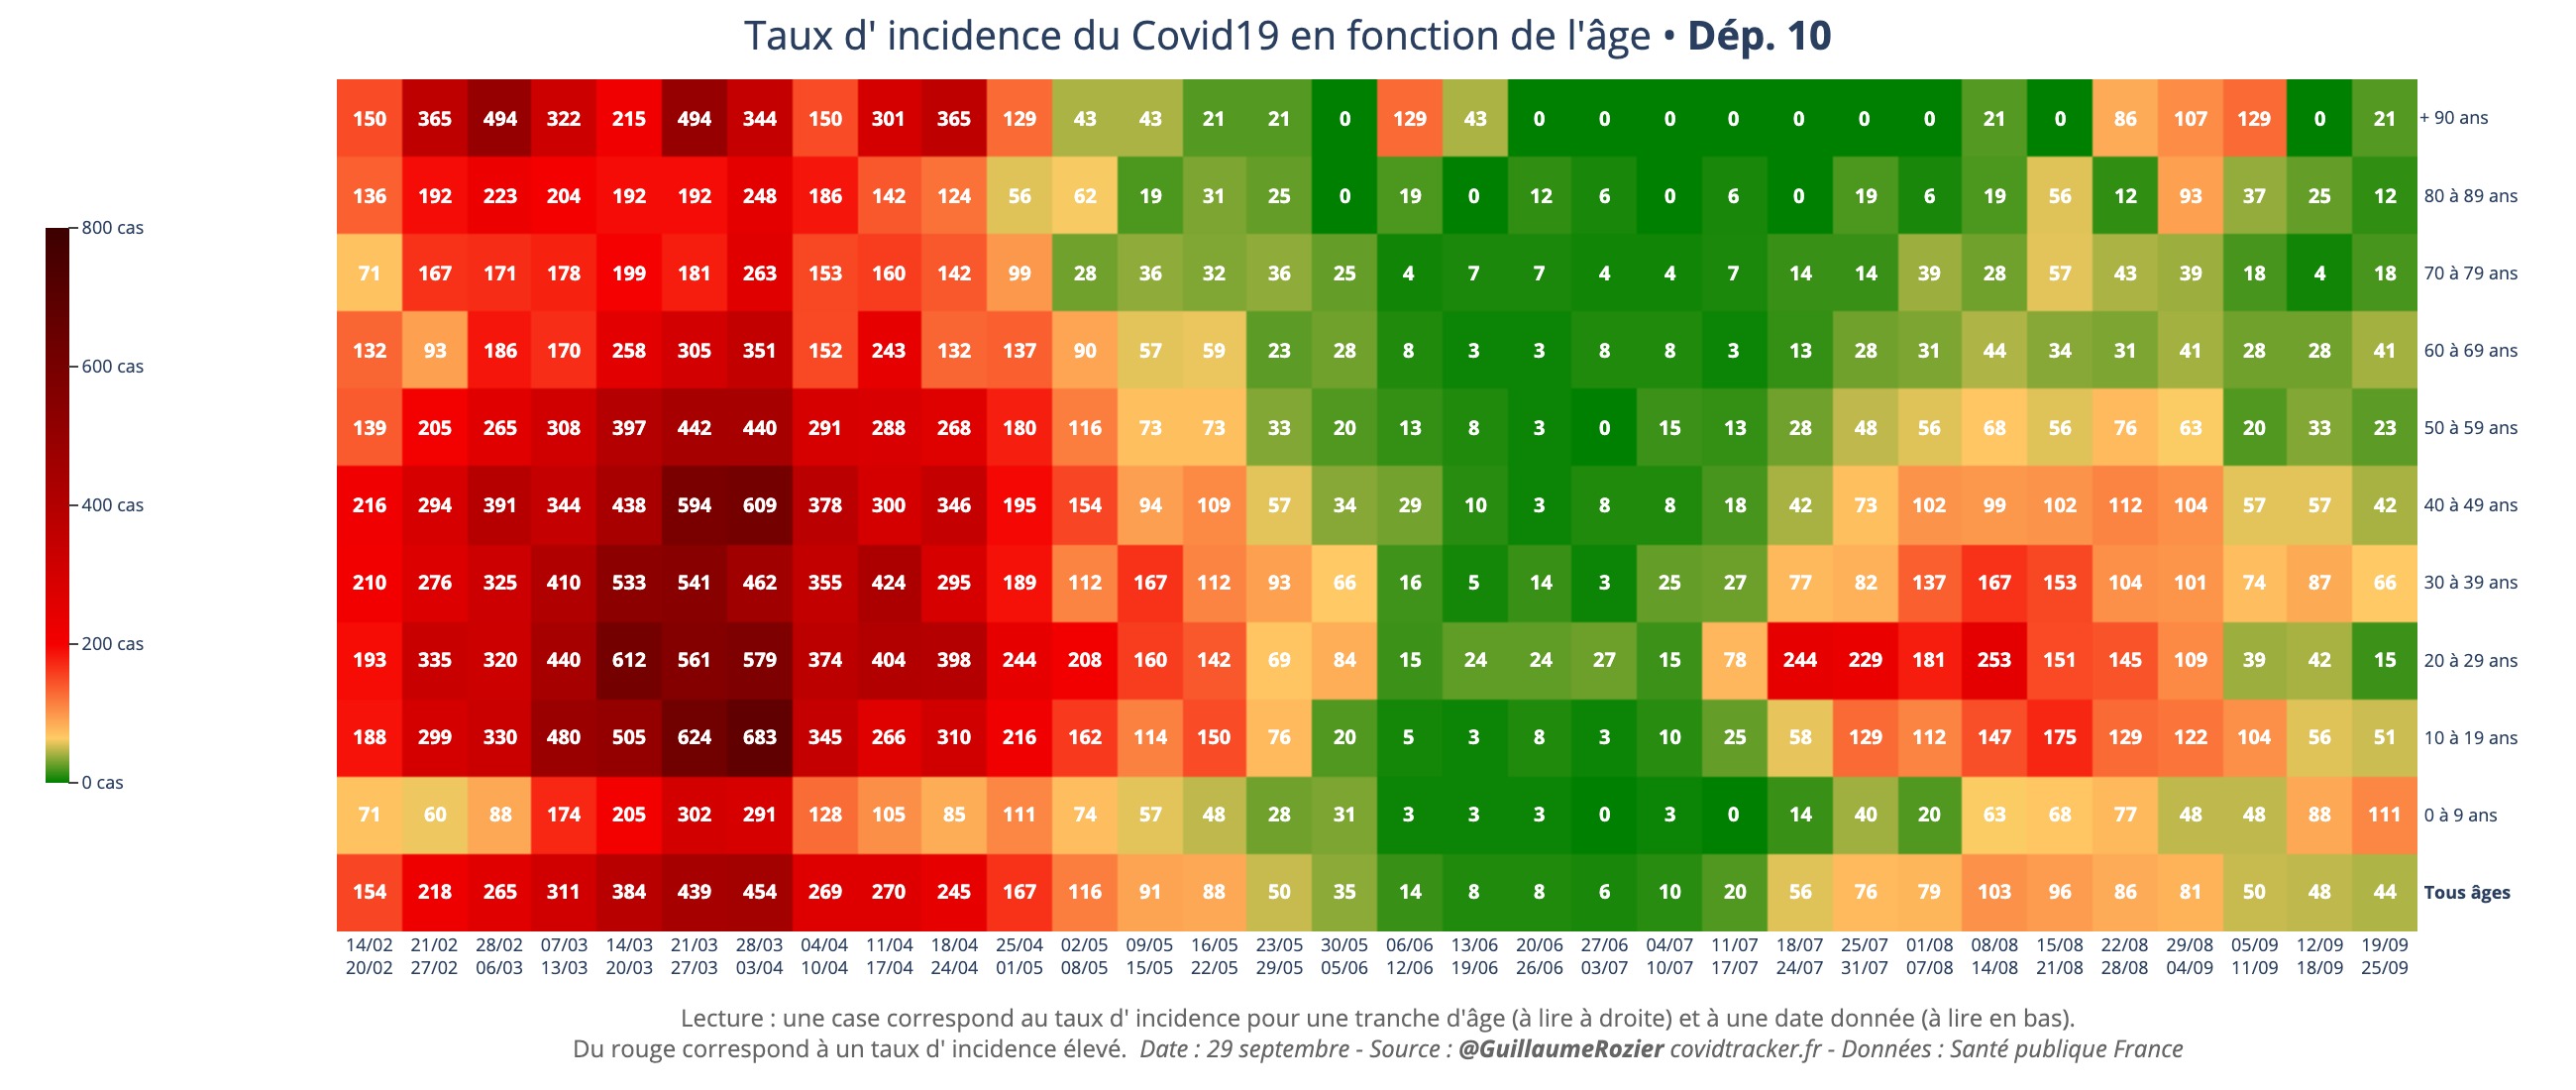 Taux d' incidence du Covid19 en fonction de l'âge • Dép. 10
800 cas
600 cas
400 cas
200 cas
0 cas
150 365 494 322 215 494 344 150 301 365 129 43 43 21 21 0 129 43 0 0 0 0 0 0 0 21 0 86 107 129 0 21 + 90 ans
136 192 223 204 192 192 248 186 142 124 56 62 19 31 25 0 19 0 12 6 0 6 0 19 6 19 56 12 93 37 25 12 80 à 89 ans
71 167 171 178 199 181 263 153 160 142 99 28 36 32 36 25 4 7 7 4 4 7 14 14 39 28 57 43 39 18 4 18 70 à 79 ans
132 93 186 170 258 305 351 152 243 132 137 90 57 59 23 28 8 3 3 8 8 3 13 28 31 44 34 31 41 28 28 41 60 à 69 ans
139 205 265 308 397 442 440 291 288 268 180 116 73 73 33 20 13 8 3 0 15 13 28 48 56 68 56 76 63 20 33 23 50 à 59 ans
216 294 391 344 438 594 609 378 300 346 195 154 94 109 57 34 29 10 3 8 8 18 42 73 102 99 102 112 104 57 57 42 40 à 49 ans
210 276 325 410 533 541 462 355 424 295 189 112 167 112 93 66 16 5 14 3 25 27 77 82 137 167 153 104 101 74 87 66 30 à 39 ans
193 335 320 440 612 561 579 374 404 398 244 208 160 142 69 84 15 24 24 27 15 78 244 229 181 253 151 145 109 39 42 15 20 à 29 ans
188 299 330 480 505 624 683 345 266 310 216 162 114 150 76 20 5 3 8 3 10 25 58 129 112 147 175 129 122 104 56 51 10 à 19 ans
71 60 88 174 205 302 291 128 105 85 111 74 57 48 28 31 3 3 3 0 3 0 14 40 20 63 68 77 48 48 88 111 0 à 9 ans
154 218 265 311 384 439 454 269 270 245 167 116 91 88 50 35 14 8 8 6 10 20 56 76 79 103 96 86 81 50 48 44 Tous âges
14/02 21/02 28/02 07/03 14/03 21/03 28/03 04/04 11/04 18/04 25/04 02/05 09/05 16/05 23/05 30/05 06/06 13/06 20/06 27/06 04/07 11/07 18/07 25/07 01/08 08/08 15/08 22/08 29/08 05/09 12/09 19/09
20/02 27/02 06/03 13/03 20/03 27/03 03/04 10/04 17/04 24/04 01/05 08/05 15/05 22/05 29/05 05/06 12/06 19/06 26/06 03/07 10/07 17/07 24/07 31/07 07/08 14/08 21/08 28/08 04/09 11/09 18/09 25/09
Lecture : une case correspond au taux d' incidence pour une tranche d'âge (à lire à droite) et à une date donnée (à lire en bas).
Du rouge correspond à un taux d' incidence élevé. Date : 29 septembre - Source : @GuillaumeRozier covidtracker.fr - Données : Santé publique France